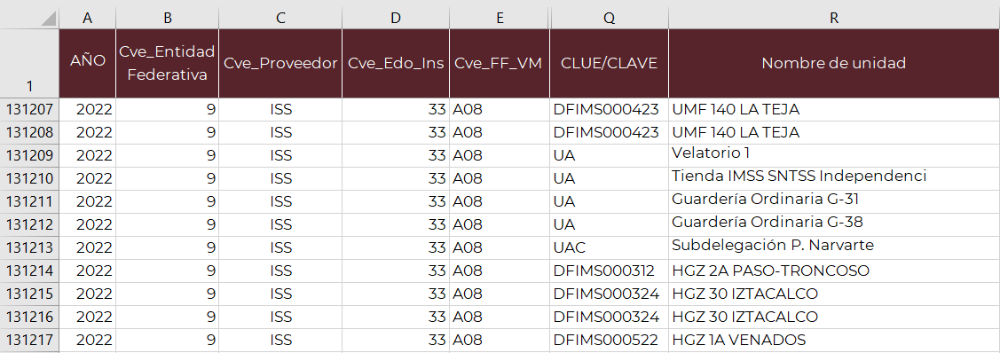 A B C D E Q R
1 AÑO Cve_Entidad Federativa Cve_Proveedor Cve_Edo_Ins Cve_FF_VM CLUE/CLAVE Nombre de unidad
131207 2022 9 ISS 33 A08 DFIMS000423 UMF 140 LA TEJA
131208 2022 9 ISS 33 A08 DFIMS000423 UMF 140 LA TEJA
131209 2022 9 ISS 33 A08 UA Velatorio 1
131210 2022 9 ISS 33 A08 UA Tienda IMSS SNTSS Independenci
131211 2022 9 ISS 33 A08 UA Guardería Ordinaria G-31
131212 2022 9 ISS 33 A08 UA Guardería Ordinaria G-38
131213 2022 9 ISS 33 A08 UAC Subdelegación P. Narvarte
131214 2022 9 ISS 33 A08 DFIMS000312 HGZ 2A PASO-TRONCOSO
131215 2022 9 ISS 33 A08 DFIMS000324 HGZ 30 IZTACALCO
131216 2022 9 ISS 33 A08 DFIMS000324 HGZ 30 IZTACALCO
131217 2022 9 ISS 33 A08 DFIMS000522 HGZ 1A VENADOS